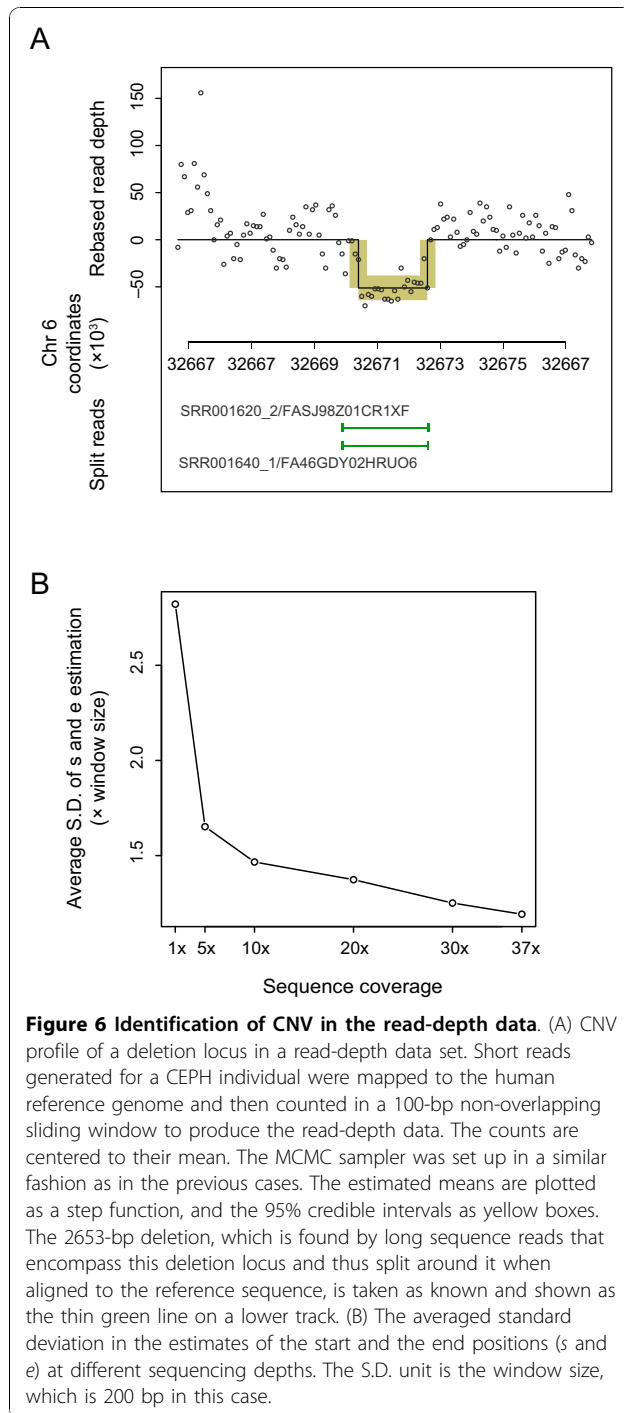 A
Rebased read depth
150
100
50
0
−50
Chr 6
coordinates
(×10³)
32667 32667 32669 32671 32673 32675 32667
Split reads
SRR001620_2/FASJ98Z01CR1XF
SRR001640_1/FA46GDY02HRUO6
B
Average S.D. of s and e estimation
(× window size)
2.5
2.0
1.5
1x 5x 10x 20x 30x 37x
Sequence coverage
Figure 6 Identification of CNV in the read-depth data. (A) CNV
profile of a deletion locus in a read-depth data set. Short reads
generated for a CEPH individual were mapped to the human
reference genome and then counted in a 100-bp non-overlapping
sliding window to produce the read-depth data. The counts are
centered to their mean. The MCMC sampler was set up in a similar
fashion as in the previous cases. The estimated means are plotted
as a step function, and the 95% credible intervals as yellow boxes.
The 2653-bp deletion, which is found by long sequence reads that
encompass this deletion locus and thus split around it when
aligned to the reference sequence, is taken as known and shown as
the thin green line on a lower track. (B) The averaged standard
deviation in the estimates of the start and the end positions (s and
e) at different sequencing depths. The S.D. unit is the window size,
which is 200 bp in this case.